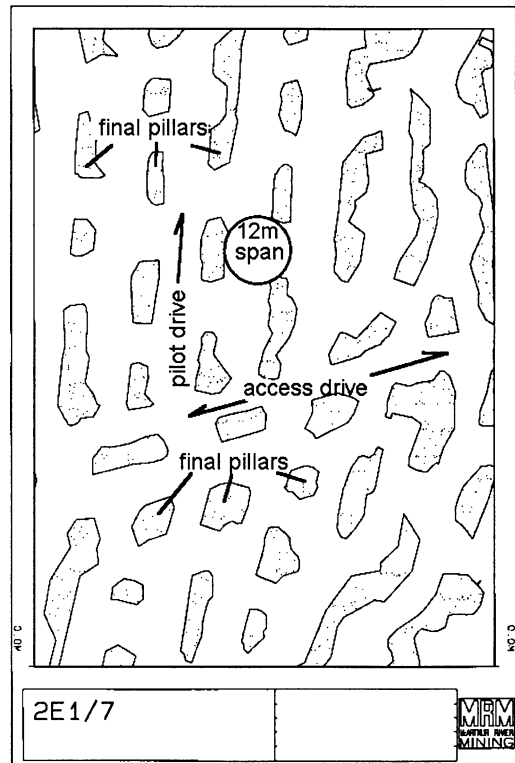 final pillars
12m
span
pilot drive
access drive
final pillars
2E1/7
MRM
McARTHUR RIVER
MINING